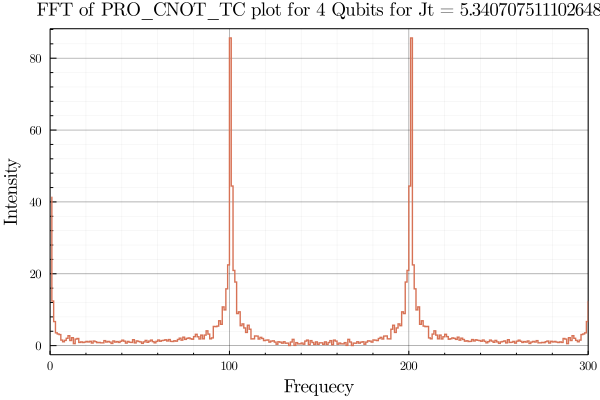 FFT of PRO_CNOT_TC plot for 4 Qubits for Jt = 5.340707511102648
80
60
40
20
0
Intensity
0 100 200 300
Frequecy